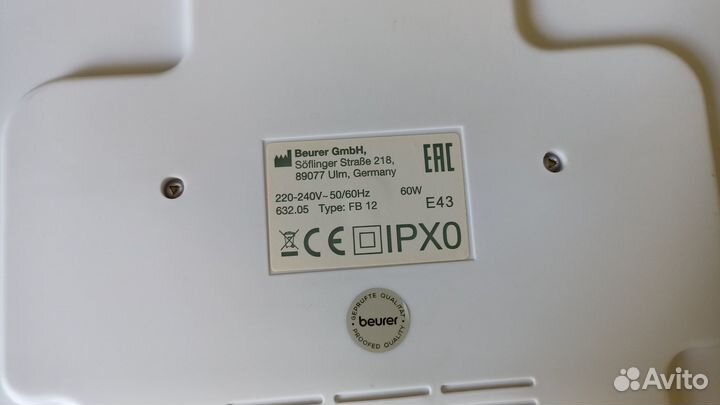 Beurer GmbH,
Söflinger Straße 218,
89077 Ulm, Germany
EAC
220-240V~50/60Hz 60W
632.05 Type: FB 12 E43
CE IPX0
GEPRÜFTE QUALITÄT
beurer
PROOFED QUALITY
Avito